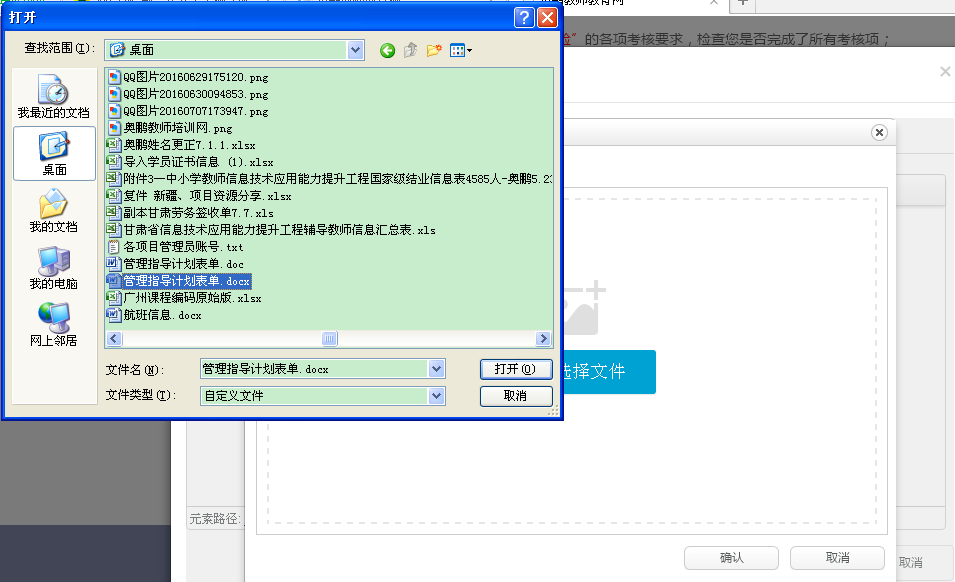 打开
查找范围(I):
桌面
我最近的文档
桌面
我的文档
我的电脑
网上邻居
QQ图片20160629175120.png
QQ图片20160630094853.png
QQ图片20160707173947.png
奥鹏教师培训网.png
奥鹏姓名更正7.1.1.xlsx
导入学员证书信息 (1).xlsx
附件3—中小学教师信息技术应用能力提升工程国家级结业信息表4585人-奥鹏5.23
复件 新疆、项目资源分享.xlsx
副本甘肃劳务签收单7.7.xls
甘肃省信息技术应用能力提升工程辅导教师信息汇总表.xls
各项目管理员账号.txt
管理指导计划表单.doc
管理指导计划表单.docx
广州课程编码原始版.xlsx
航班信息.docx
文件名(N):
管理指导计划表单.docx
打开(O)
文件类型(T):
自定义文件
取消
验”的各项考核要求，检查您是否完成了所有考核项；
选择文件
元素路径:
确认
取消
取消